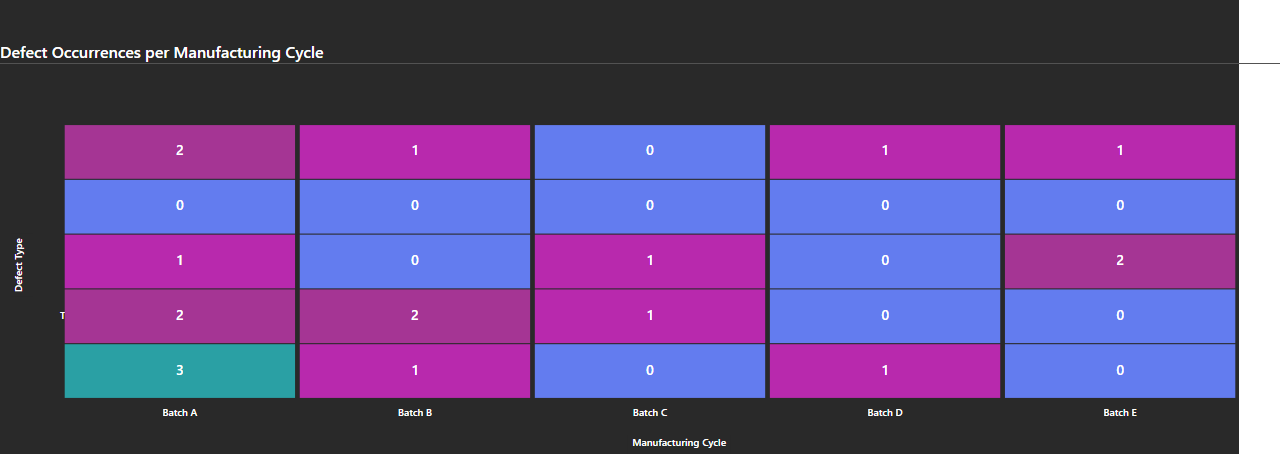 Defect Occurrences per Manufacturing Cycle
2 1 0 1 1
0 0 0 0 0
Defect Type
1 0 1 0 2
T
2 2 1 0 0
3 1 0 1 0
Batch A Batch B Batch C Batch D Batch E
Manufacturing Cycle